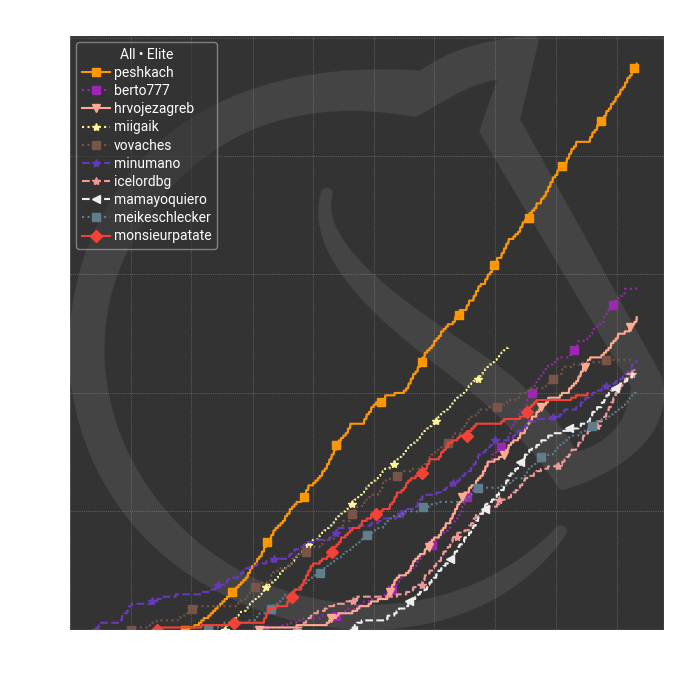 All • Elite
peshkach
berto777
hrvojezagreb
miigaik
vovaches
minumano
icelordbg
mamayoquiero
meikeschlecker
monsieurpatate